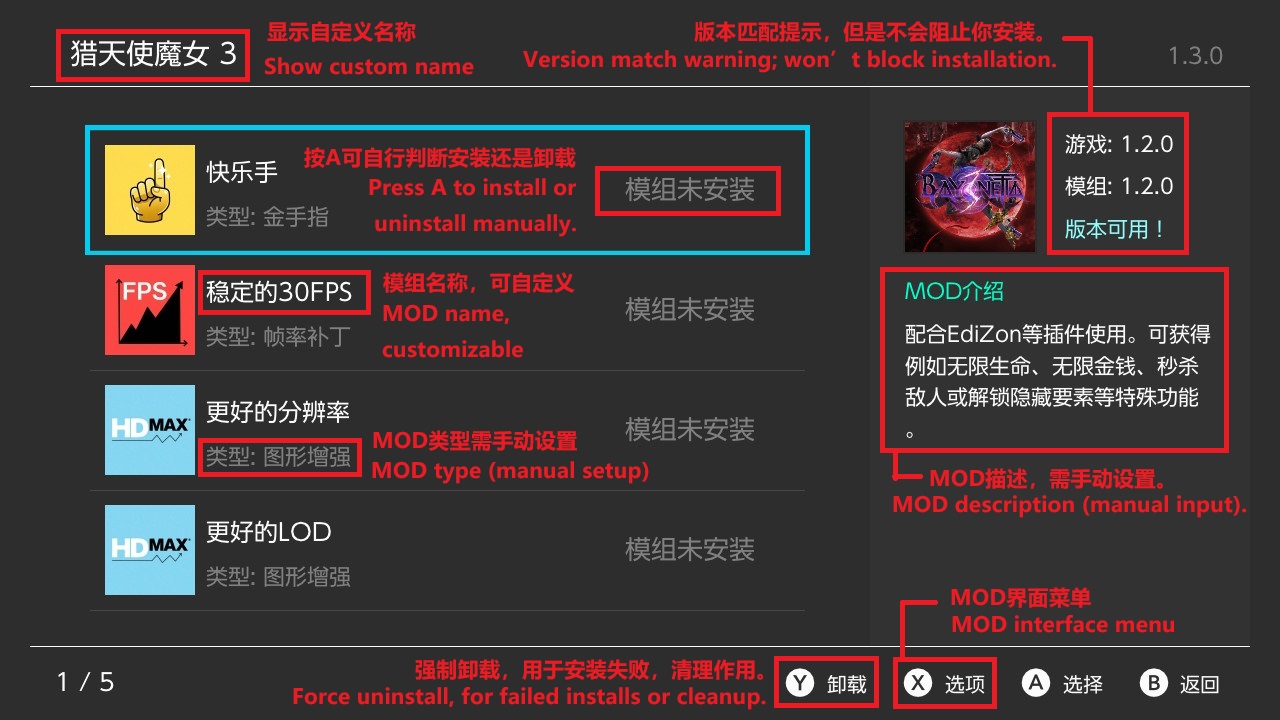 猎天使魔女 3
显示自定义名称
Show custom name
版本匹配提示，但是不会阻止你安装。
Version match warning; won’t block installation.
1.3.0
快乐手
类型: 金手指
按A可自行判断安装还是卸载
Press A to install or
uninstall manually.
模组未安装
FPS
稳定的30FPS
类型: 帧率补丁
模组名称，可自定义
MOD name,
customizable
模组未安装
HDMAX
更好的分辨率
类型: 图形增强
MOD类型需手动设置
MOD type (manual setup)
模组未安装
HDMAX
更好的LOD
类型: 图形增强
模组未安装
BAYONETTA
游戏: 1.2.0
模组: 1.2.0
版本可用！
MOD介绍
配合EdiZon等插件使用。可获得
例如无限生命、无限金钱、秒杀
敌人或解锁隐藏要素等特殊功能
。
MOD描述，需手动设置。
MOD description (manual input).
MOD界面菜单
MOD interface menu
1 / 5
强制卸载，用于安装失败，清理作用。
Force uninstall, for failed installs or cleanup.
Y 卸载
X 选项
A 选择
B 返回